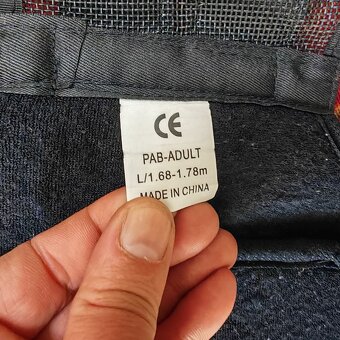 CE
PAB-ADULT
L/1.68-1.78m
MADE IN CHINA